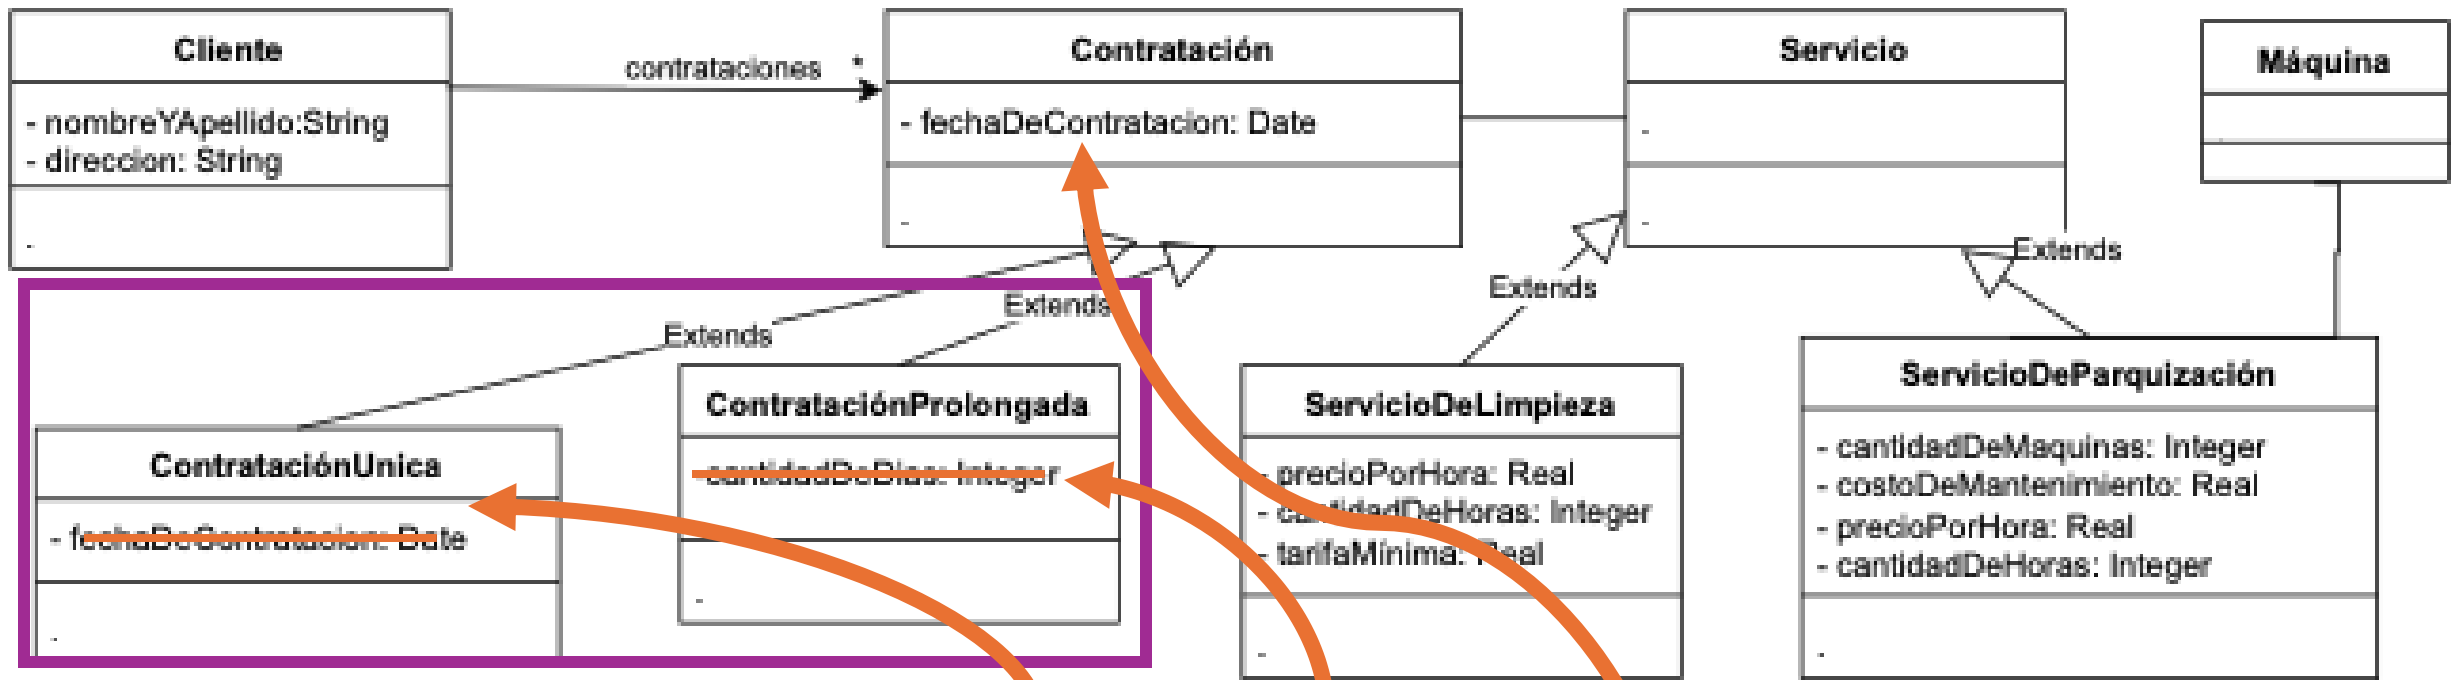 Cliente
- nombreYApellido:String
- direccion: String
-
contrataciones *
Contratación
- fechaDeContratacion: Date
-
Servicio
-
-
Máquina
Extends
Extends
Extends
Extends
ContrataciónUnica
- fechaDeContratacion: Date
-
ContrataciónProlongada
- cantidadDeDias: Integer
-
ServicioDeLimpieza
- precioPorHora: Real
- cantidadDeHoras: Integer
- tarifaMínima: Real
-
ServicioDeParquización
- cantidadDeMaquinas: Integer
- costoDeMantenimiento: Real
- precioPorHora: Real
- cantidadDeHoras: Integer
-